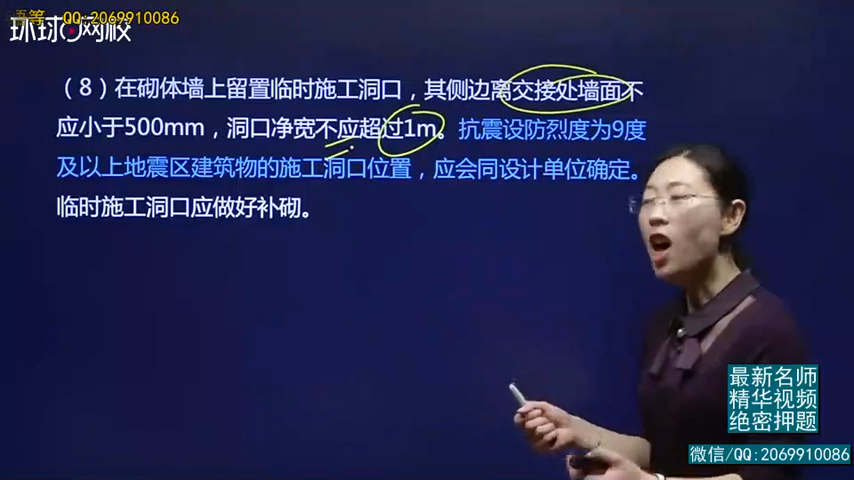 语等 QQ:2069910086
环球网校
（8）在砌体墙上留置临时施工洞口，其侧边离交接处墙面不
应小于500mm，洞口净宽不应超过1m。抗震设防烈度为9度
及以上地震区建筑物的施工洞口位置，应会同设计单位确定。
临时施工洞口应做好补砌。
最新名师
精华视频
绝密押题
微信/QQ:2069910086